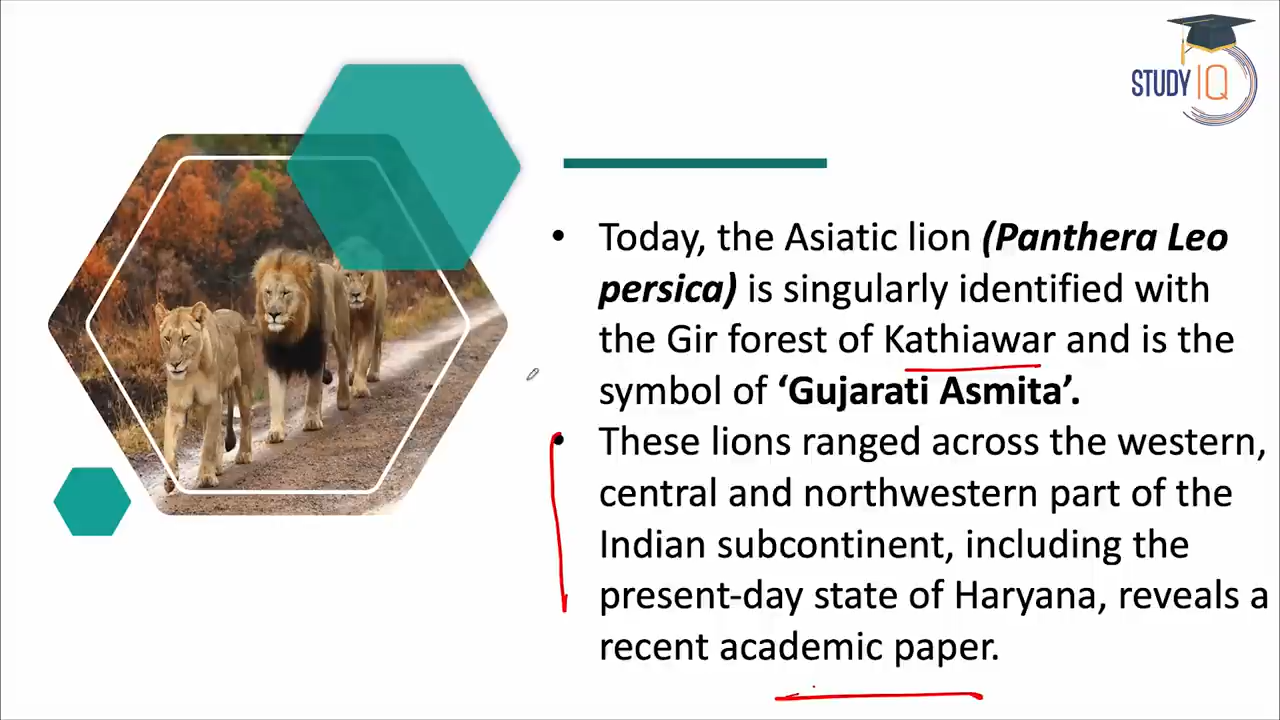 STUDY IQ
• Today, the Asiatic lion (Panthera Leo
persica) is singularly identified with
the Gir forest of Kathiawar and is the
symbol of ‘Gujarati Asmita’.
• These lions ranged across the western,
central and northwestern part of the
Indian subcontinent, including the
present-day state of Haryana, reveals a
recent academic paper.